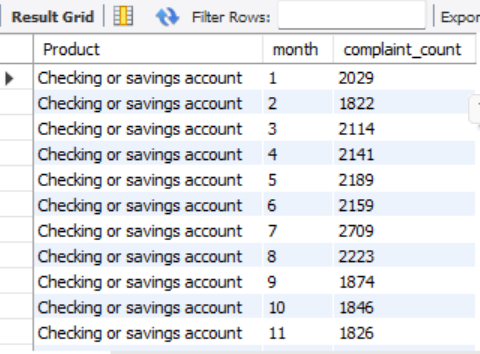 Result Grid Filter Rows: Expor
Product month complaint_count
Checking or savings account 1 2029
Checking or savings account 2 1822
Checking or savings account 3 2114
Checking or savings account 4 2141
Checking or savings account 5 2189
Checking or savings account 6 2159
Checking or savings account 7 2709
Checking or savings account 8 2223
Checking or savings account 9 1874
Checking or savings account 10 1846
Checking or savings account 11 1826